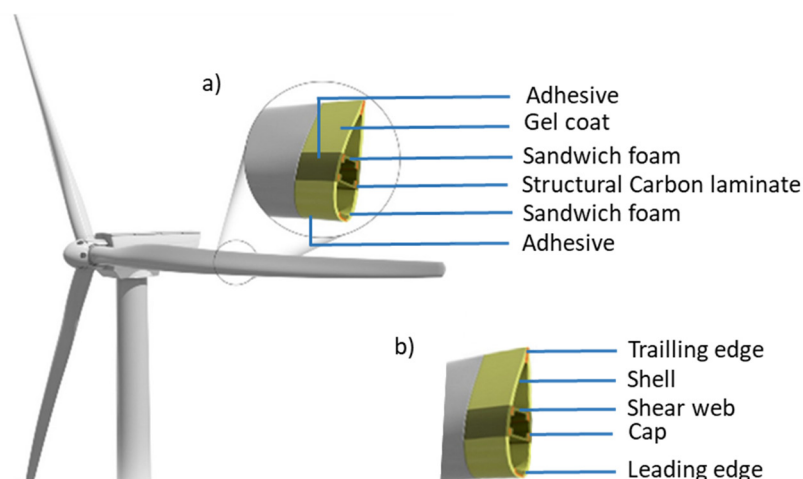 a)
Adhesive
Gel coat
Sandwich foam
Structural Carbon laminate
Sandwich foam
Adhesive
b)
Trailling edge
Shell
Shear web
Cap
Leading edge